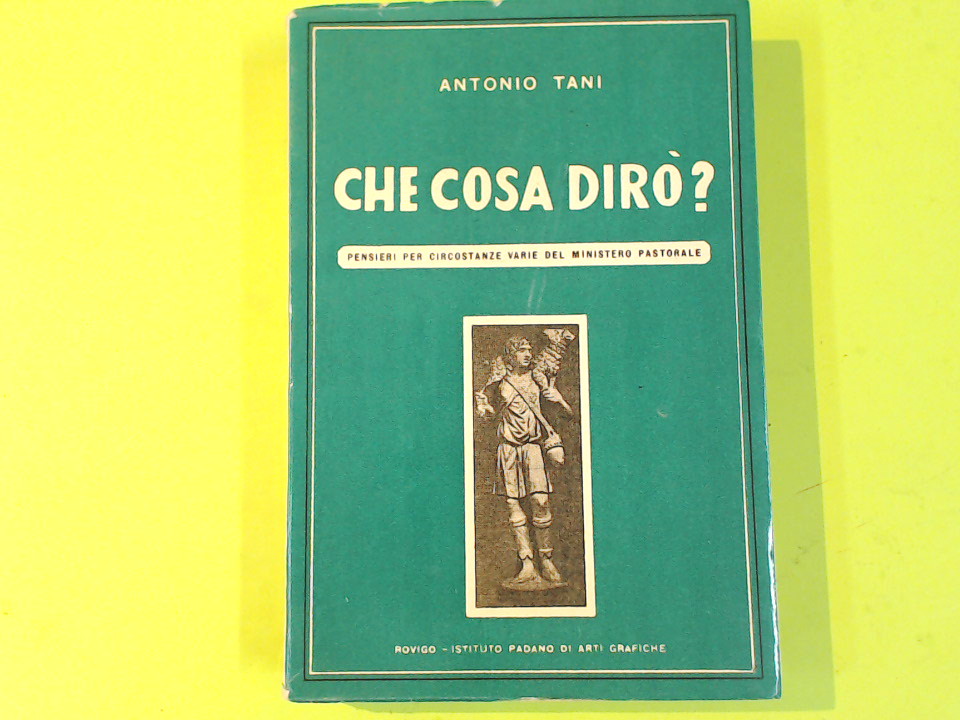 ANTONIO TANI
CHE COSA DIRÒ?
PENSIERI PER CIRCOSTANZE VARIE DEL MINISTERO PASTORALE
ROVIGO - ISTITUTO PADANO DI ARTI GRAFICHE